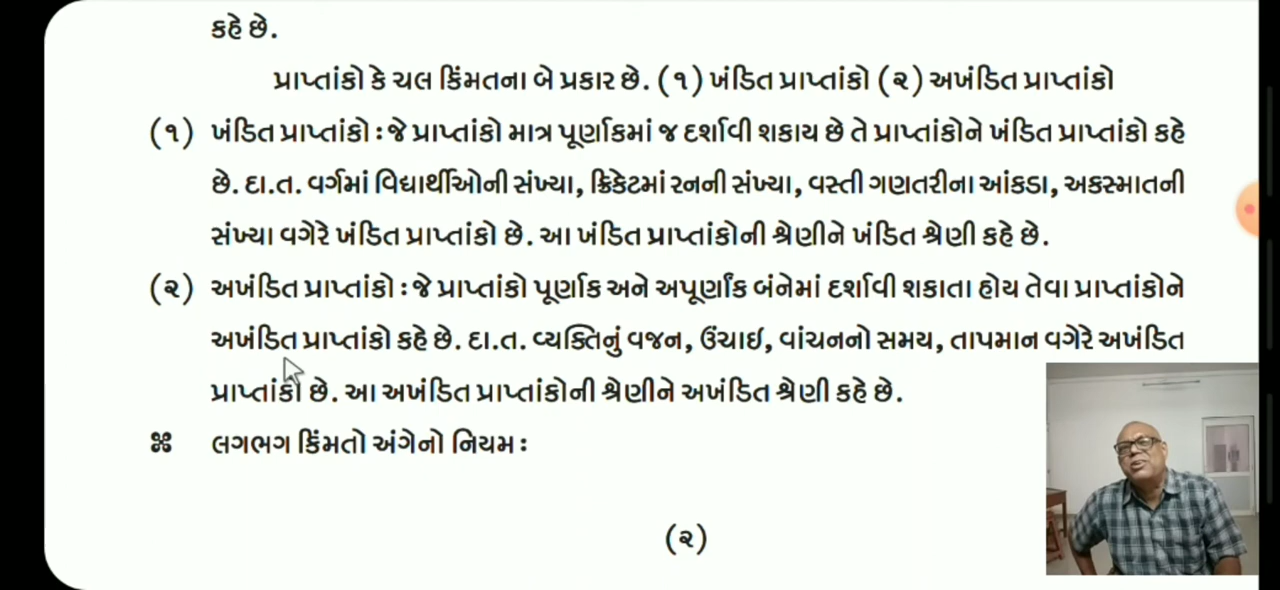 કહે છે.
પ્રાપ્તાંકો કે ચલ કિંમતના બે પ્રકાર છે. (૧) ખંડિત પ્રાપ્તાંકો (૨) અખંડિત પ્રાપ્તાંકો
(૧) ખંડિત પ્રાપ્તાંકો : જે પ્રાપ્તાંકો માત્ર પૂર્ણાકમાં જ દર્શાવી શકાય છે તે પ્રાપ્તાંકોને ખંડિત પ્રાપ્તાંકો કહે
છે. દા.ત. વર્ગમાં વિદ્યાર્થીઓની સંખ્યા, ક્રિકેટમાં રનની સંખ્યા, વસ્તી ગણતરીના આંકડા, અકસ્માતની
સંખ્યા વગેરે ખંડિત પ્રાપ્તાંકો છે. આ ખંડિત પ્રાપ્તાંકોની શ્રેણીને ખંડિત શ્રેણી કહે છે.
(૨) અખંડિત પ્રાપ્તાંકો : જે પ્રાપ્તાંકો પૂર્ણાક અને અપૂર્ણાંક બંનેમાં દર્શાવી શકાતા હોય તેવા પ્રાપ્તાંકોને
અખંડિત પ્રાપ્તાંકો કહે છે. દા.ત. વ્યક્તિનું વજન, ઉંચાઇ, વાંચનનો સમય, તાપમાન વગેરે અખંડિત
પ્રાપ્તાંકો છે. આ અખંડિત પ્રાપ્તાંકોની શ્રેણીને અખંડિત શ્રેણી કહે છે.
લગભગ કિંમતો અંગેનો નિયમ :
(૨)